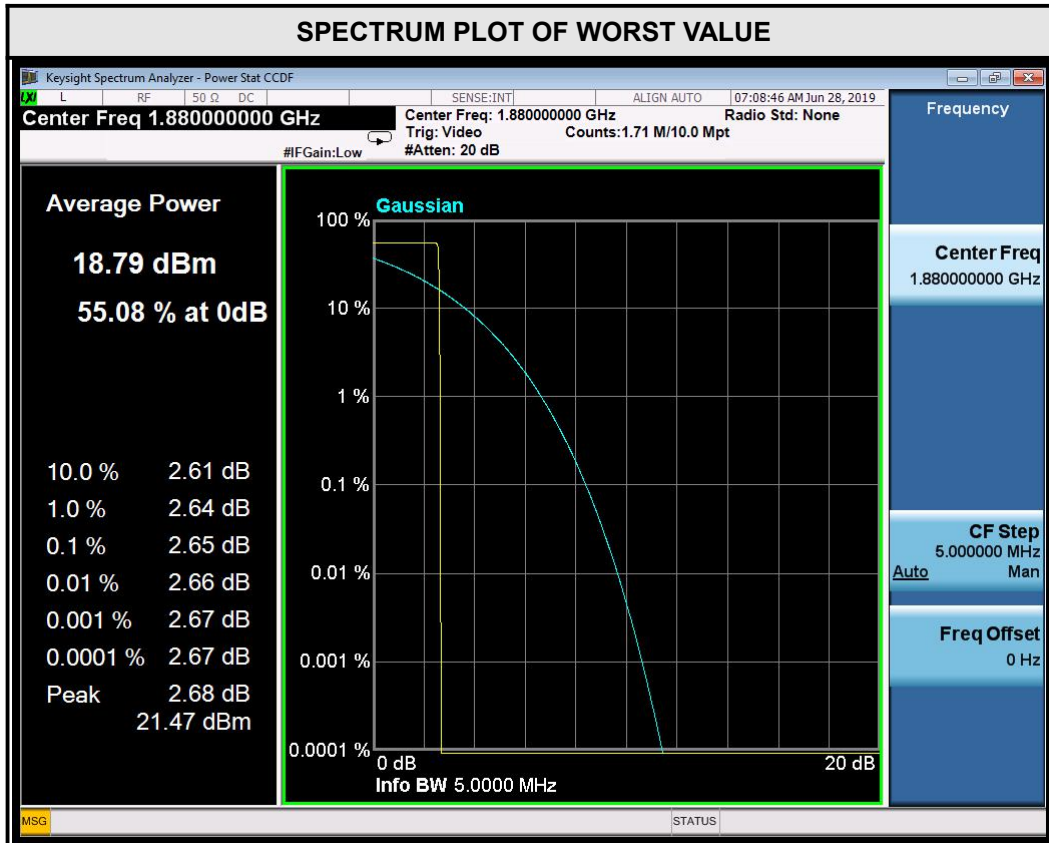 SPECTRUM PLOT OF WORST VALUE
Keysight Spectrum Analyzer - Power Stat CCDF
LXI L RF 50 Ω DC SENSE:INT ALIGN AUTO 07:08:46 AM Jun 28, 2019
Center Freq 1.880000000 GHz
#IFGain:Low
Center Freq: 1.880000000 GHz Radio Std: None
Trig: Video Counts:1.71 M/10.0 Mpt
#Atten: 20 dB
Average Power
18.79 dBm
55.08 % at 0dB
10.0 % 2.61 dB
1.0 % 2.64 dB
0.1 % 2.65 dB
0.01 % 2.66 dB
0.001 % 2.67 dB
0.0001 % 2.67 dB
Peak 2.68 dB
21.47 dBm
Gaussian
100 %
10 %
1 %
0.1 %
0.01 %
0.001 %
0.0001 %
0 dB 20 dB
Info BW 5.0000 MHz
Frequency
Center Freq
1.880000000 GHz
CF Step
5.000000 MHz
Auto Man
Freq Offset
0 Hz
MSG STATUS